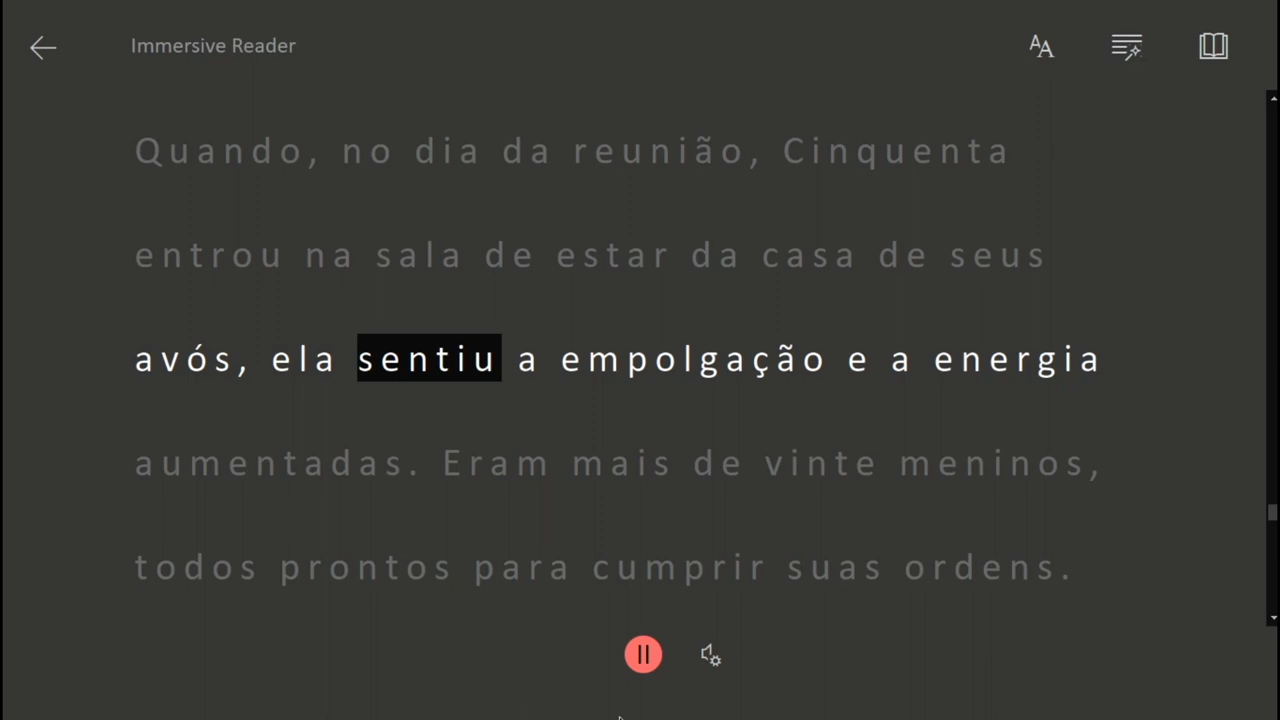 Immersive Reader
Quando, no dia da reunião, Cinquenta
entrou na sala de estar da casa de seus
avós, ela sentiu a empolgação e a energia
aumentadas. Eram mais de vinte meninos,
todos prontos para cumprir suas ordens.